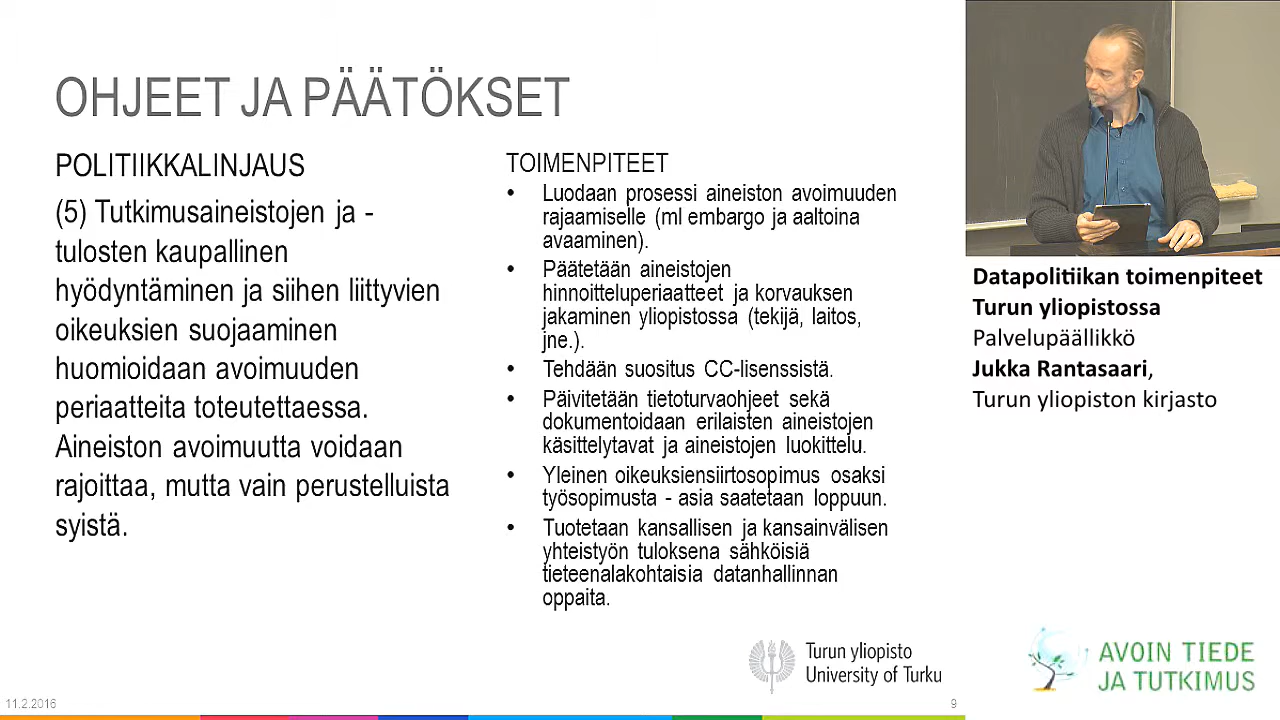 OHJEET JA PÄÄTÖKSET
POLITIIKKALINJAUS
(5) Tutkimusaineistojen ja -
tulosten kaupallinen
hyödyntäminen ja siihen liittyvien
oikeuksien suojaaminen
huomioidaan avoimuuden
periaatteita toteutettaessa.
Aineiston avoimuutta voidaan
rajoittaa, mutta vain perustelluista
syistä.
TOIMENPITEET
• Luodaan prosessi aineiston avoimuuden
rajaamiselle (ml embargo ja aaltoina
avaaminen).
• Päätetään aineistojen
hinnoitteluperiaatteet ja korvauksen
jakaminen yliopistossa (tekijä, laitos,
jne.).
• Tehdään suositus CC-lisenssistä.
• Päivitetään tietoturvaohjeet sekä
dokumentoidaan erilaisten aineistojen
käsittelytavat ja aineistojen luokittelu.
• Yleinen oikeuksiensiirtosopimus osaksi
työsopimusta - asia saatetaan loppuun.
• Tuotetaan kansallisen ja kansainvälisen
yhteistyön tuloksena sähköisiä
tieteenalakohtaisia datanhallinnan
oppaita.
Turun yliopisto
University of Turku
11.2.2016
9
Datapolitiikan toimenpiteet
Turun yliopistossa
Palvelupäällikkö
Jukka Rantasaari,
Turun yliopiston kirjasto
AVOIN TIEDE
JA TUTKIMUS